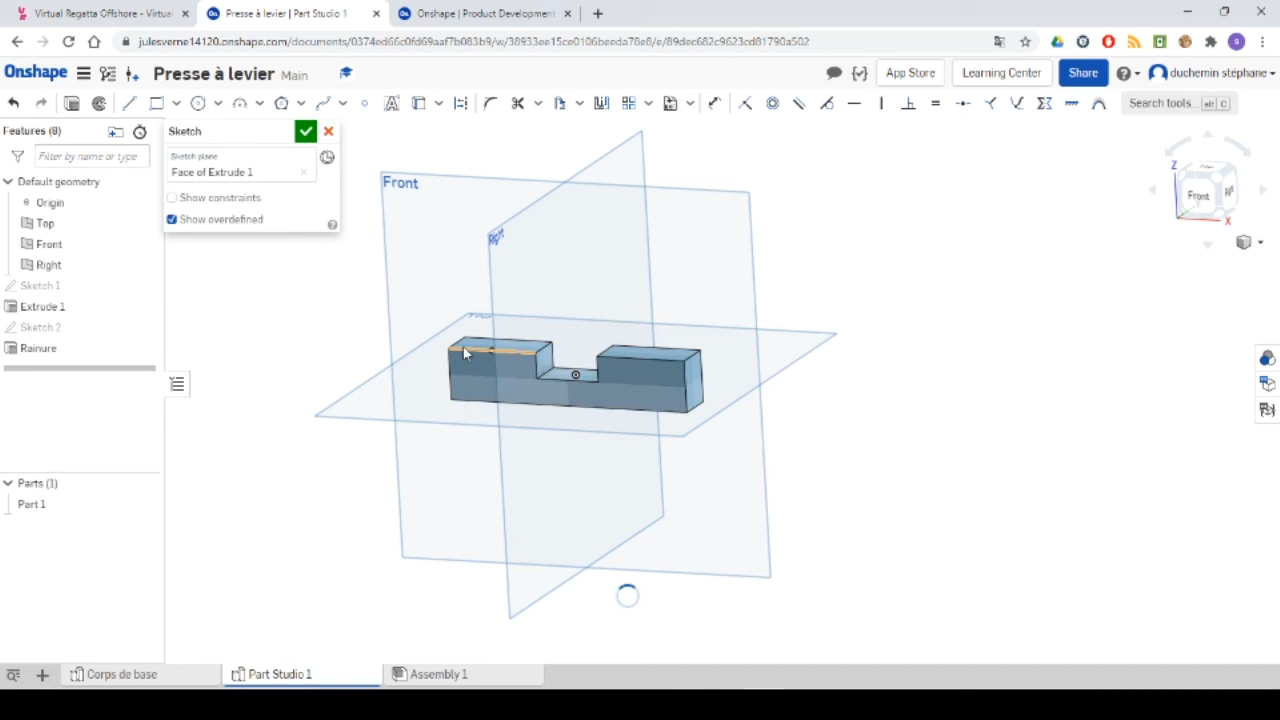 Virtual Regatta Offshore - Virtual
Presse à levier | Part Studio 1
Onshape | Product Development
julesverne14120.onshape.com/documents/0374ed66c0fd69aaf7b083b9/w/38933ee15ce0106beeda78e8/e/89dec682c9623cd81790a502
Onshape
Presse à levier Main
App Store
Learning Center
Share
duchemin stéphane
Search tools...
alt C
Features (8)
Filter by name or type
Default geometry
Origin
Top
Front
Right
Sketch 1
Extrude 1
Sketch 2
Rainure
Sketch
Sketch plane
Face of Extrude 1
Show constraints
Show overdefined
Front
Right
Z
Front
X
Parts (1)
Part 1
Corps de base
Part Studio 1
Assembly 1